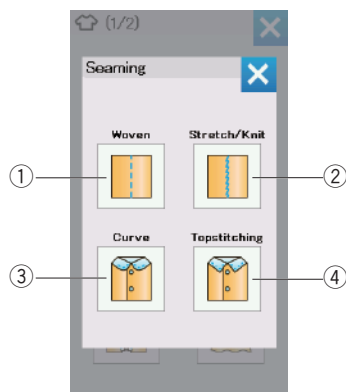 (1/2)
Seaming
Woven
Stretch/Knit
1
2
Curve
Topstitching
3
4